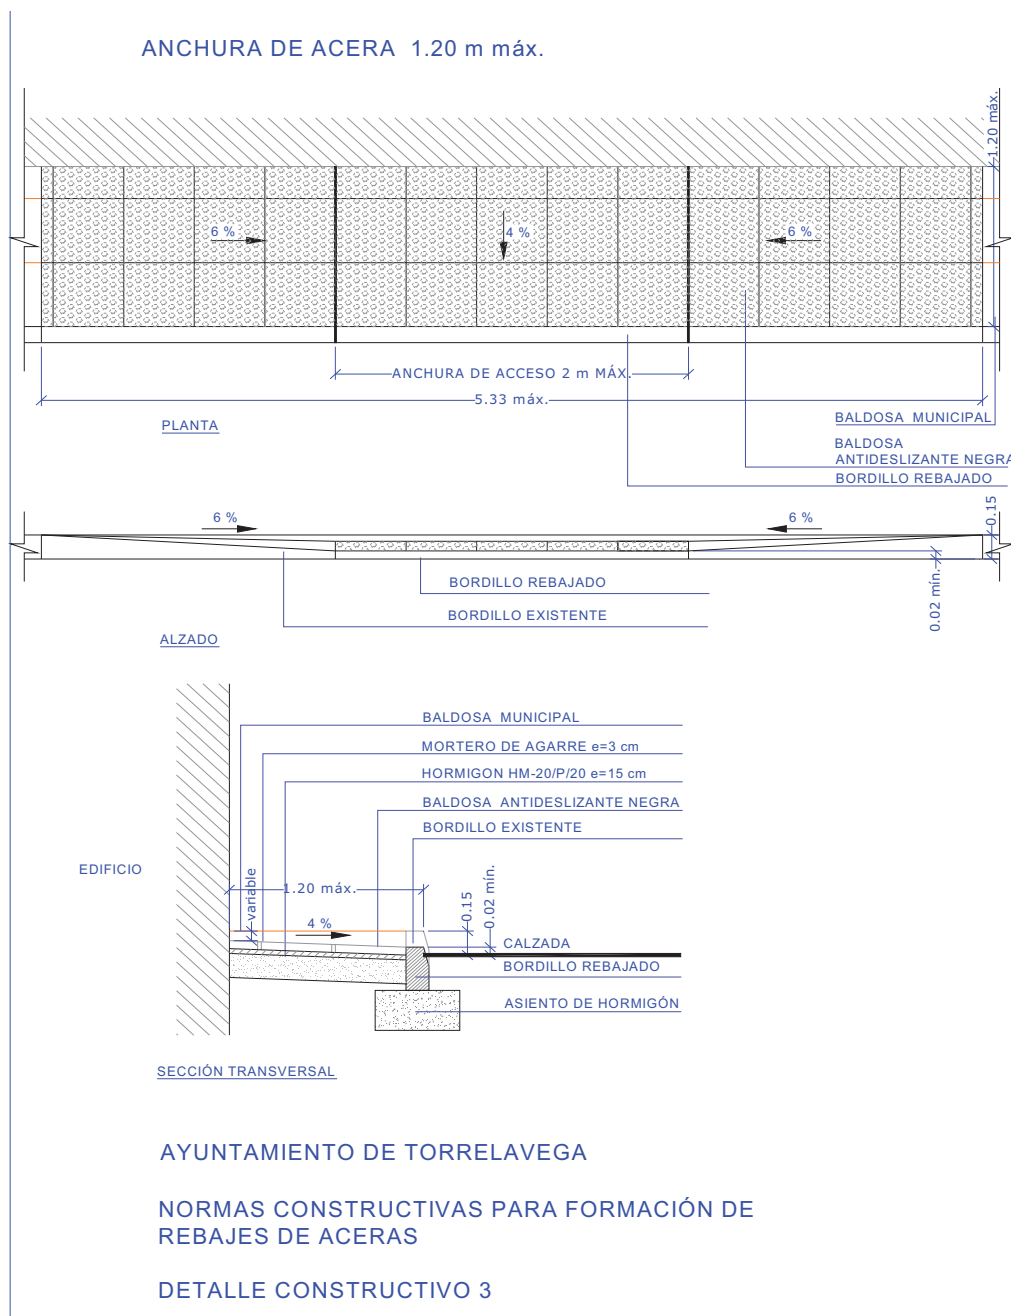 ANCHURA DE ACERA 1.20 m máx.
1.20 máx.
6 %
4 %
6 %
ANCHURA DE ACCESO 2 m MÁX.
5.33 máx.
PLANTA
BALDOSA MUNICIPAL
BALDOSA
ANTIDESLIZANTE NEGRA
BORDILLO REBAJADO
6 %
6 %
0.15
0.02 mín.
BORDILLO REBAJADO
BORDILLO EXISTENTE
ALZADO
BALDOSA MUNICIPAL
MORTERO DE AGARRE e=3 cm
HORMIGON HM-20/P/20 e=15 cm
BALDOSA ANTIDESLIZANTE NEGRA
BORDILLO EXISTENTE
EDIFICIO
variable
1.20 máx.
0.15
0.02 mín.
4 %
CALZADA
BORDILLO REBAJADO
ASIENTO DE HORMIGÓN
SECCIÓN TRANSVERSAL
AYUNTAMIENTO DE TORRELAVEGA
NORMAS CONSTRUCTIVAS PARA FORMACIÓN DE
REBAJES DE ACERAS
DETALLE CONSTRUCTIVO 3